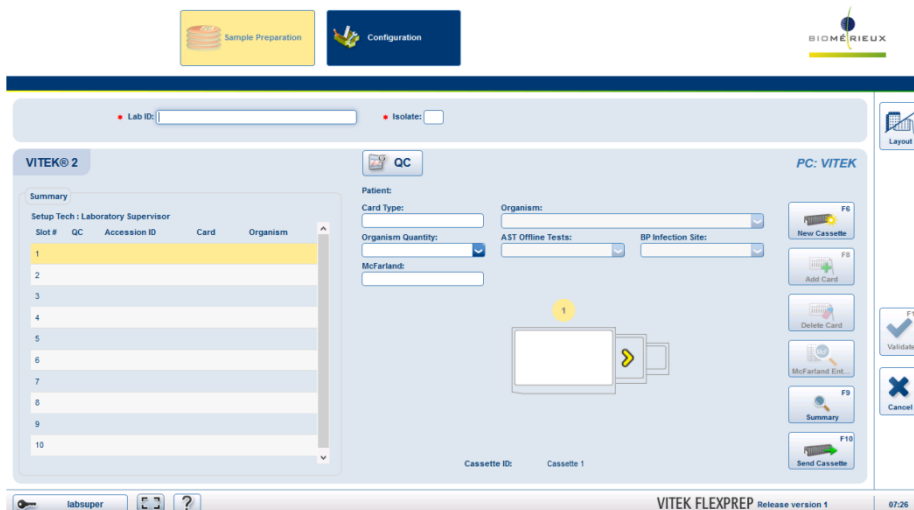 Sample Preparation
Configuration
BIOMÉRIEUX
* Lab ID:
* Isolate:
Layout
VITEK® 2
QC
PC: VITEK
Summary
Setup Tech : Laboratory Supervisor
Slot # QC Accession ID Card Organism
1
2
3
4
5
6
7
8
9
10
Patient:
Card Type: Organism:
Organism Quantity: AST Offline Tests: BP Infection Site:
McFarland:
1
Cassette ID: Cassette 1
F6
New Cassette
F8
Add Card
Delete Card
McFarland Ent...
F9
Summary
F10
Send Cassette
Validate
Cancel
labsuper
?
VITEK FLEXPREP Release version 1
07:26